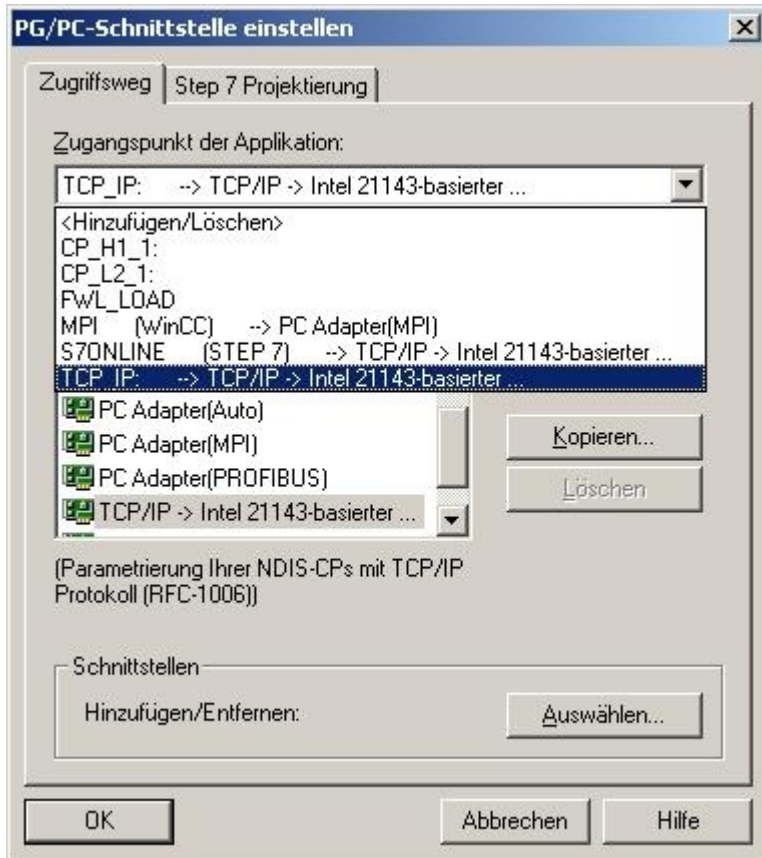 PG/PC-Schnittstelle einstellen
Zugriffsweg
Step 7 Projektierung
Zugangspunkt der Applikation:
TCP_IP: --> TCP/IP -> Intel 21143-basierter ...
<Hinzufügen/Löschen>
CP_H1_1:
CP_L2_1:
FWL_LOAD
MPI (WinCC) --> PC Adapter(MPI)
S7ONLINE (STEP 7) --> TCP/IP -> Intel 21143-basierter ...
TCP_IP: --> TCP/IP -> Intel 21143-basierter ...
PC Adapter(Auto)
PC Adapter(MPI)
PC Adapter(PROFIBUS)
TCP/IP -> Intel 21143-basierter ...
Kopieren...
Löschen
(Parametrierung Ihrer NDIS-CPs mit TCP/IP
Protokoll (RFC-1006))
Schnittstellen
Hinzufügen/Entfernen:
Auswählen...
OK
Abbrechen
Hilfe